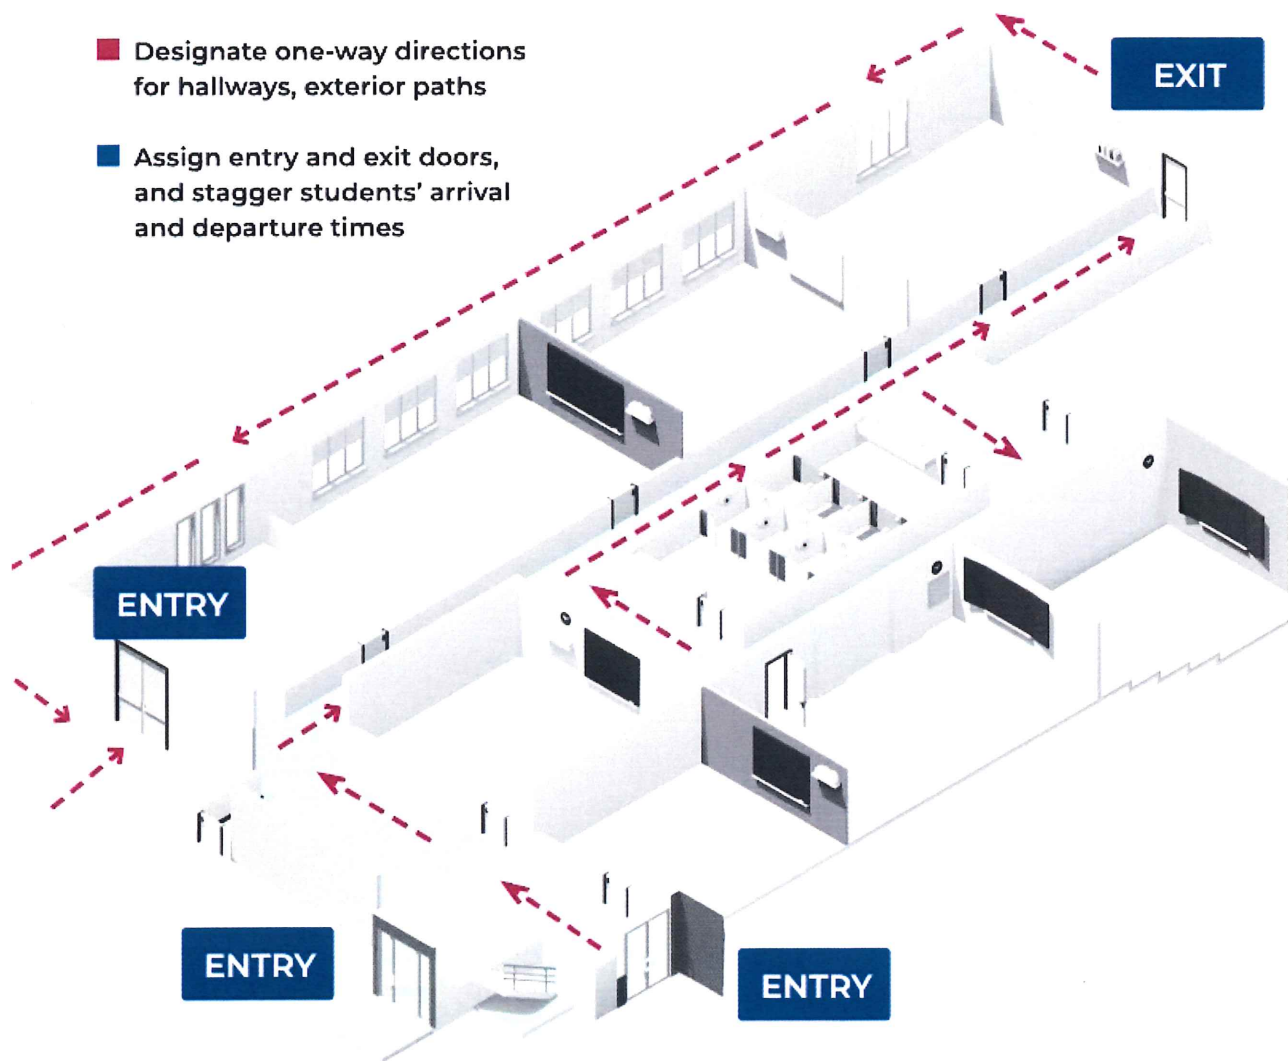 Designate one-way directions
for hallways, exterior paths
Assign entry and exit doors,
and stagger students’ arrival
and departure times
EXIT
ENTRY
ENTRY
ENTRY